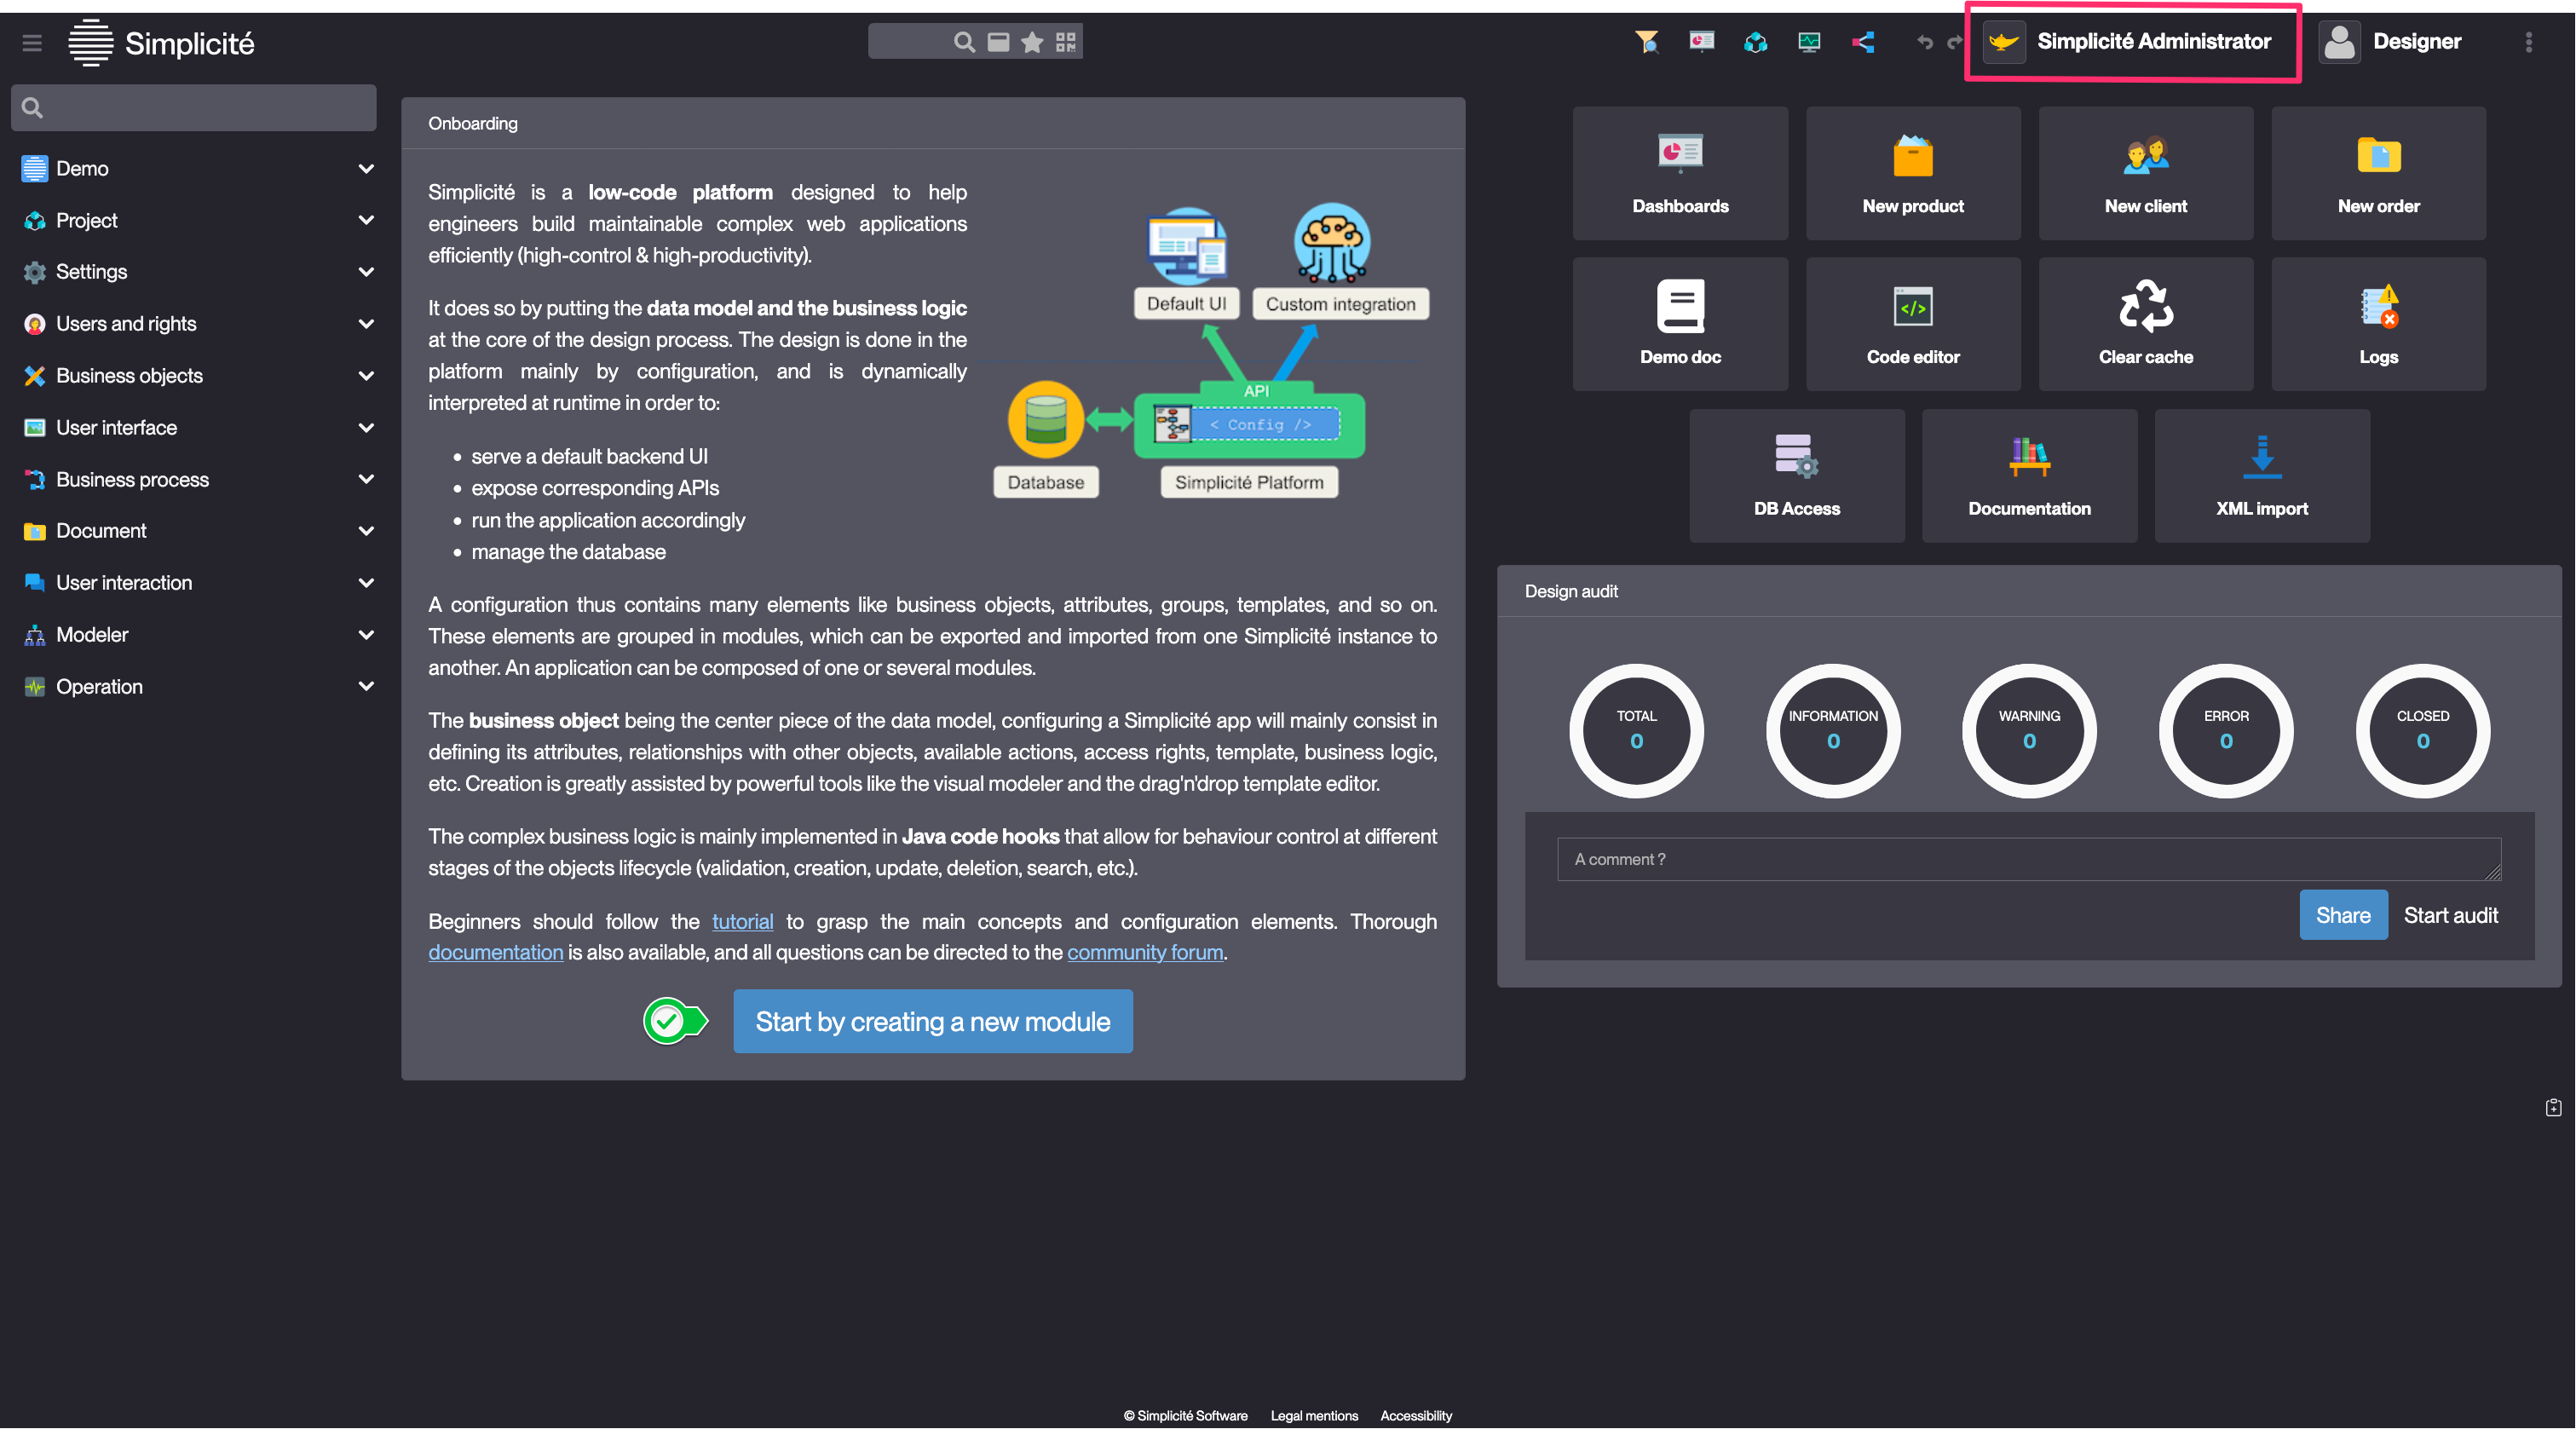 Simplicité
Simplicité Administrator
Designer
Demo
Project
Settings
Users and rights
Business objects
User interface
Business process
Document
User interaction
Modeler
Operation
Onboarding
Simplicité is a low-code platform designed to help
engineers build maintainable complex web applications
efficiently (high-control & high-productivity).
It does so by putting the data model and the business logic
at the core of the design process. The design is done in the
platform mainly by configuration, and is dynamically
interpreted at runtime in order to:
• serve a default backend UI
• expose corresponding APIs
• run the application accordingly
• manage the database
Default UI
Custom integration
API
< Config />
Database
Simplicité Platform
A configuration thus contains many elements like business objects, attributes, groups, templates, and so on.
These elements are grouped in modules, which can be exported and imported from one Simplicité instance to
another. An application can be composed of one or several modules.
The business object being the center piece of the data model, configuring a Simplicité app will mainly consist in
defining its attributes, relationships with other objects, available actions, access rights, template, business logic,
etc. Creation is greatly assisted by powerful tools like the visual modeler and the drag'n'drop template editor.
The complex business logic is mainly implemented in Java code hooks that allow for behaviour control at different
stages of the objects lifecycle (validation, creation, update, deletion, search, etc.).
Beginners should follow the tutorial to grasp the main concepts and configuration elements. Thorough
documentation is also available, and all questions can be directed to the community forum.
Start by creating a new module
Dashboards
New product
New client
New order
Demo doc
</>
Code editor
Clear cache
Logs
DB Access
Documentation
XML import
Design audit
TOTAL
0
INFORMATION
0
WARNING
0
ERROR
0
CLOSED
0
A comment ?
Share
Start audit
© Simplicité Software
Legal mentions
Accessibility